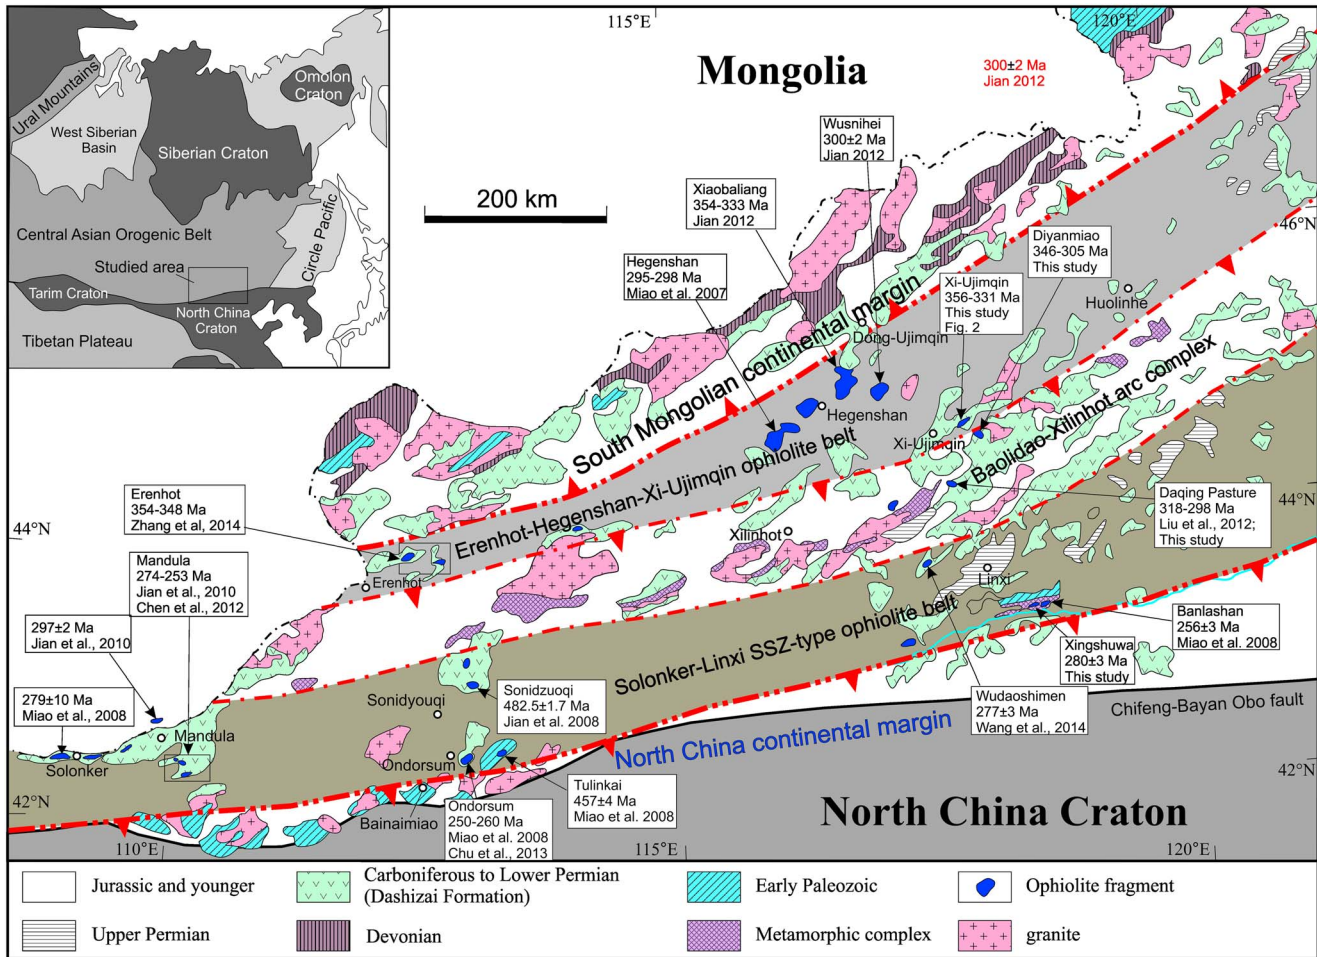 115°E
120°E
Mongolia
300±2 Ma
Jian 2012
Ural Mountains
West Siberian
Basin
Siberian Craton
Omolon
Craton
Central Asian Orogenic Belt
Circle Pacific
Studied area
Tarim Craton
North China
Craton
Tibetan Plateau
200 km
Wusnihei
300±2 Ma
Jian 2012
Xiaobaliang
354-333 Ma
Jian 2012
Hegenshan
295-298 Ma
Miao et al. 2007
Diyanmiao
346-305 Ma
This study
Xi-Ujimqin
356-331 Ma
This study
Fig. 2
46°N
Huolinhe
Dong-Ujimqin
Hegenshan
Xi-Ujimqin
South Mongolian continental margin
Erenhot-Hegenshan-Xi-Ujimqin ophiolite belt
Baolidao-Xilinhot arc complex
Erenhot
354-348 Ma
Zhang et al, 2014
44°N
44°N
Daqing Pasture
318-298 Ma
Liu et al., 2012;
This study
Mandula
274-253 Ma
Jian et al., 2010
Chen et al., 2012
Erenhot
Xilinhot
Linxi
297±2 Ma
Jian et al., 2010
279±10 Ma
Miao et al., 2008
Solonker-Linxi SSZ-type ophiolite belt
Banlashan
256±3 Ma
Miao et al. 2008
Xingshuwa
280±3 Ma
This study
Wudaoshimen
277±3 Ma
Wang et al., 2014
Sonidzuoqi
482.5±1.7 Ma
Jian et al. 2008
Sonidyouqi
Mandula
Solonker
Ondorsum
Bainaimiao
North China continental margin
Chifeng-Bayan Obo fault
Tulinkai
457±4 Ma
Miao et al. 2008
Ondorsum
250-260 Ma
Miao et al. 2008
Chu et al., 2013
North China Craton
42°N
42°N
110°E
115°E
120°E
Jurassic and younger
Carboniferous to Lower Permian
(Dashizai Formation)
Early Paleozoic
Ophiolite fragment
Upper Permian
Devonian
Metamorphic complex
granite